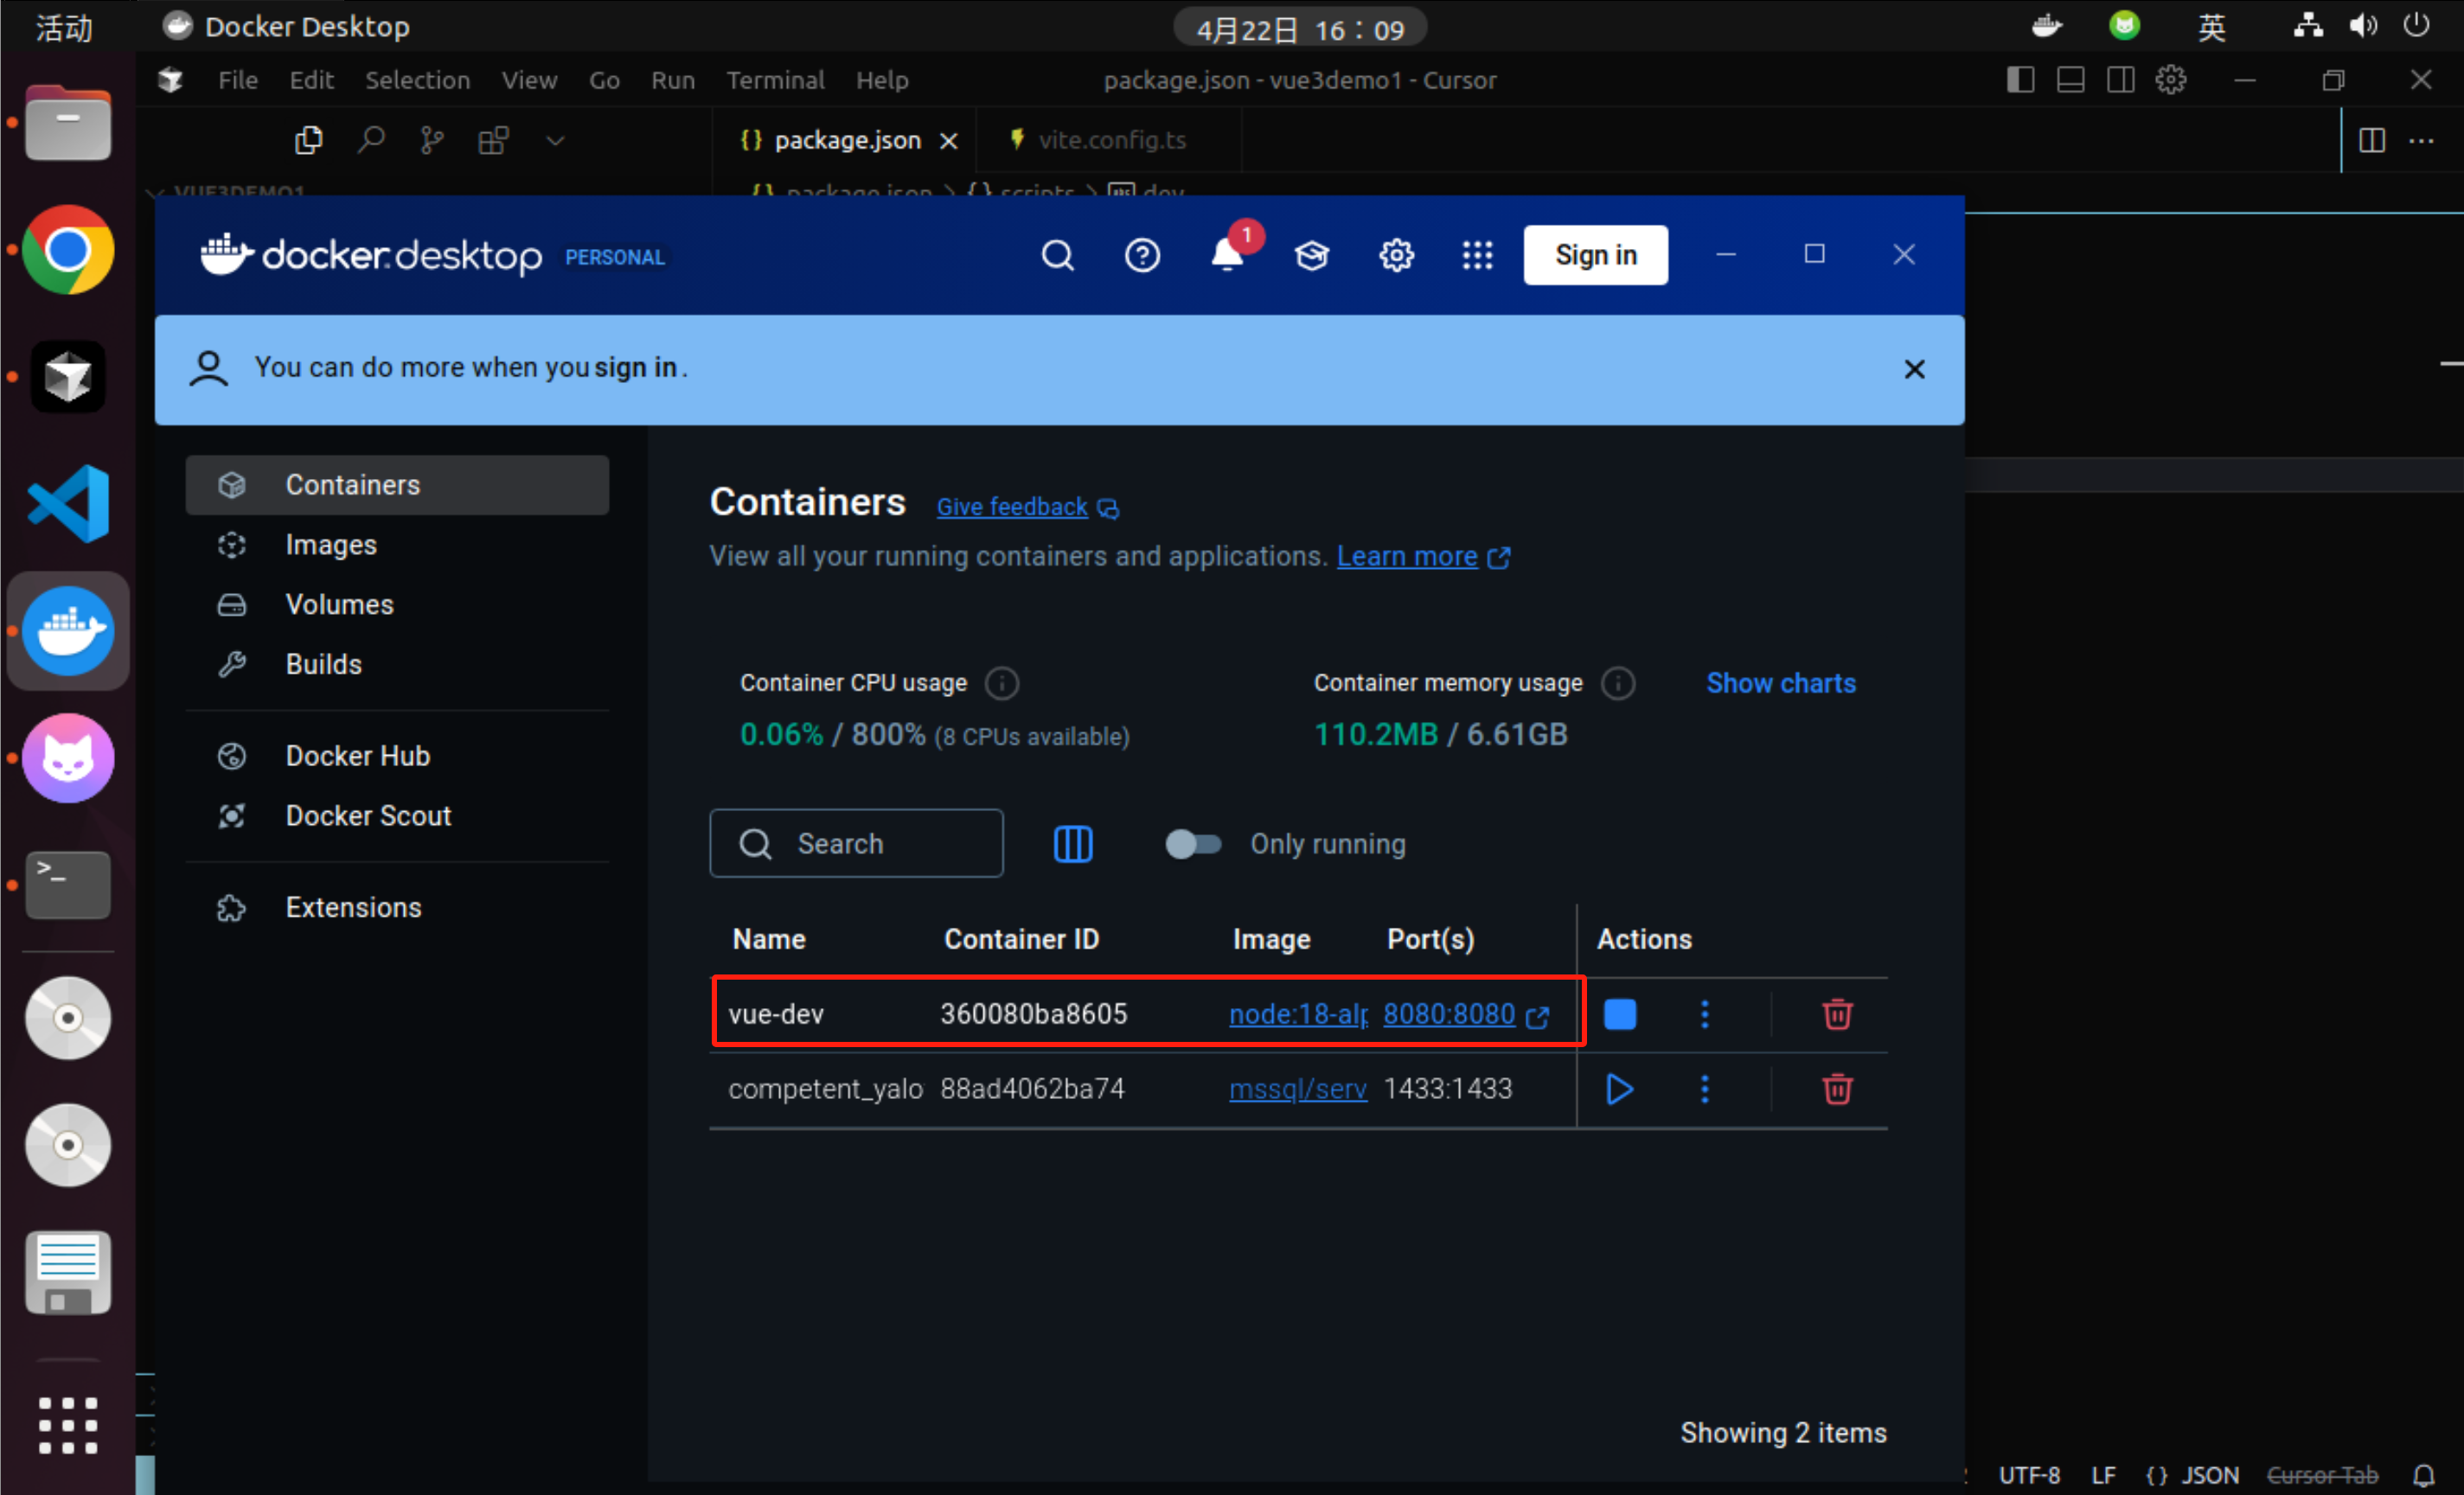 活动
Docker Desktop
4月22日 16：09
英
File Edit Selection View Go Run Terminal Help
package.json - vue3demo1 - Cursor
{} package.json
vite.config.ts
VUE3DEMO1
{} package.json > {} scripts > abc dev
docker.desktop PERSONAL
1
Sign in
You can do more when you sign in.
Containers
Images
Volumes
Builds
Docker Hub
Docker Scout
Extensions
Containers Give feedback
View all your running containers and applications. Learn more
Container CPU usage
0.06% / 800% (8 CPUs available)
Container memory usage
110.2MB / 6.61GB
Show charts
Search
Only running
Name Container ID Image Port(s) Actions
vue-dev 360080ba8605 node:18-alp 8080:8080
competent_yalo 88ad4062ba74 mssql/serv 1433:1433
Showing 2 items
UTF-8 LF {} JSON Cursor Tab